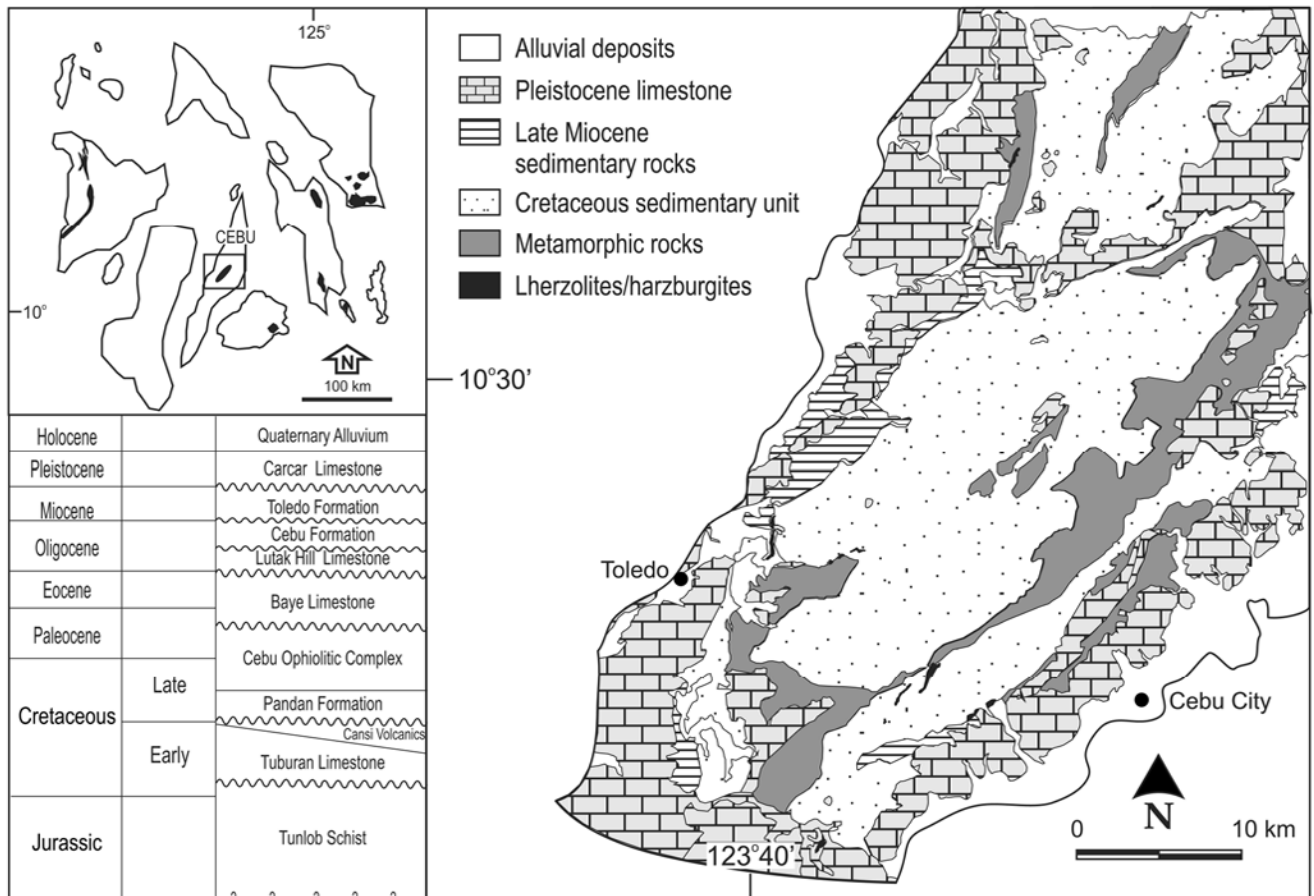 125°
CEBU
10°
N
100 km
Alluvial deposits
Pleistocene limestone
Late Miocene
sedimentary rocks
Cretaceous sedimentary unit
Metamorphic rocks
Lherzolites/harzburgites
10°30'
Toledo
Cebu City
N
0 10 km
123°40'
Holocene Quaternary Alluvium
Pleistocene Carcar Limestone
Miocene Toledo Formation
Oligocene Cebu Formation
Lutak Hill Limestone
Eocene Baye Limestone
Paleocene
Cebu Ophiolitic Complex
Cretaceous Late Pandan Formation
Cansi Volcanics
Early Tuburan Limestone
Jurassic Tunlob Schist